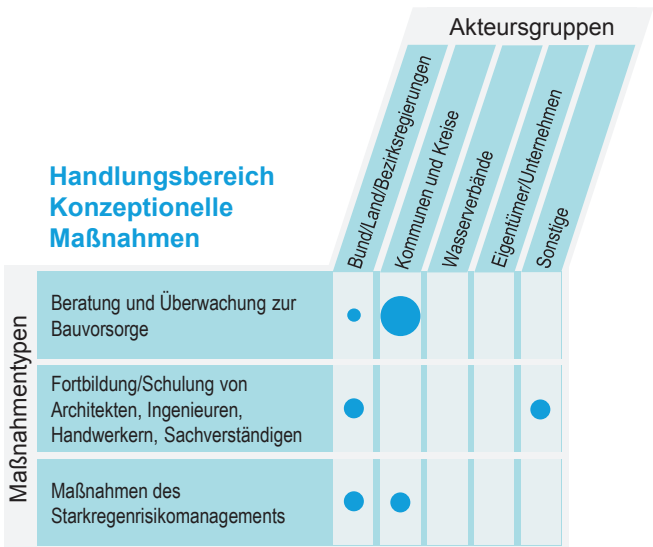 Akteursgruppen
Bund/Land/Bezirksregierungen
Kommunen und Kreise
Wasserverbände
Eigentümer/Unternehmen
Sonstige
Handlungsbereich
Konzeptionelle
Maßnahmen
Maßnahmentypen
Beratung und Überwachung zur
Bauvorsorge
Fortbildung/Schulung von
Architekten, Ingenieuren,
Handwerkern, Sachverständigen
Maßnahmen des
Starkregenrisikomanagements